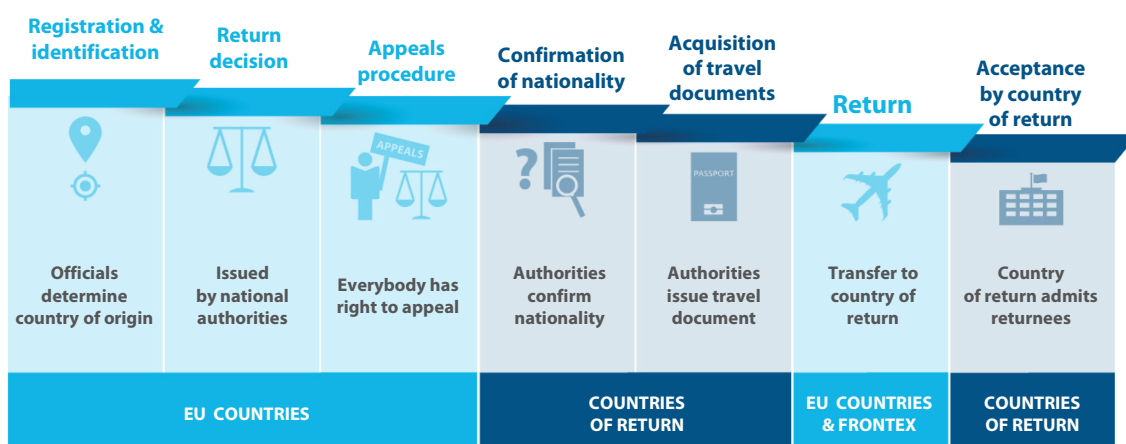 Registration &
identification
Return
decision
Appeals
procedure
Confirmation
of nationality
Acquisition
of travel
documents
Return
Acceptance
by country
of return
APPEALS
?
PASSPORT
Officials
determine
country of origin
Issued
by national
authorities
Everybody has
right to appeal
Authorities
confirm
nationality
Authorities
issue travel
document
Transfer to
country of
return
Country
of return admits
returnees
EU COUNTRIES
COUNTRIES
OF RETURN
EU COUNTRIES
& FRONTEX
COUNTRIES
OF RETURN